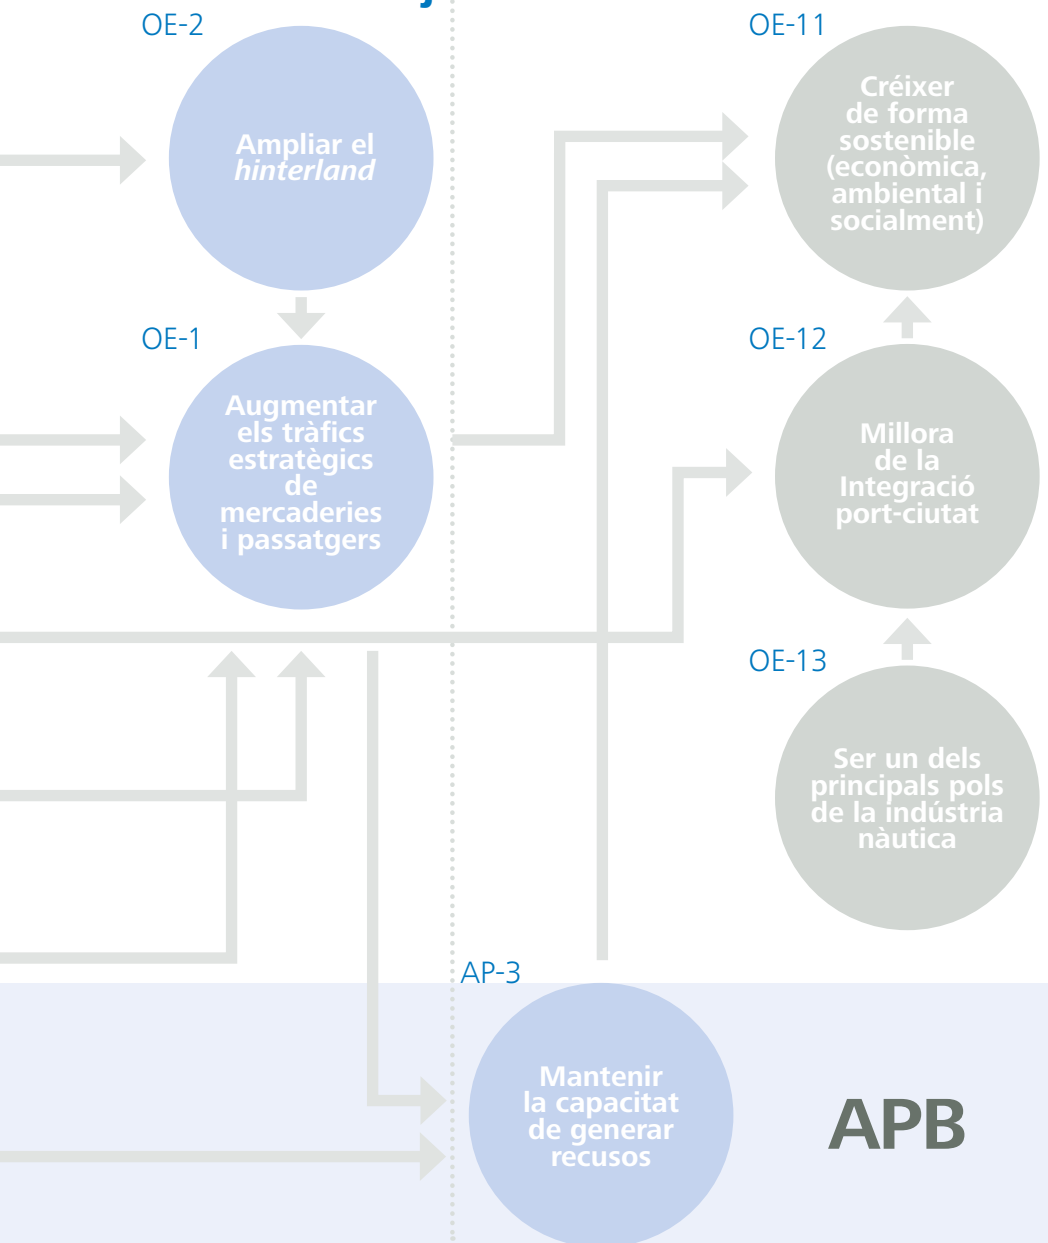 OE-2
Ampliar el
hinterland
OE-1
Augmentar
els tràfics
estratègics
de
mercaderies
i passatgers
OE-11
Créixer
de forma
sostenible
(econòmica,
ambiental i
socialment)
OE-12
Millora
de la
Integració
port-ciutat
OE-13
Ser un dels
principals pols
de la indústria
nàutica
AP-3
Mantenir
la capacitat
de generar
recusos
APB